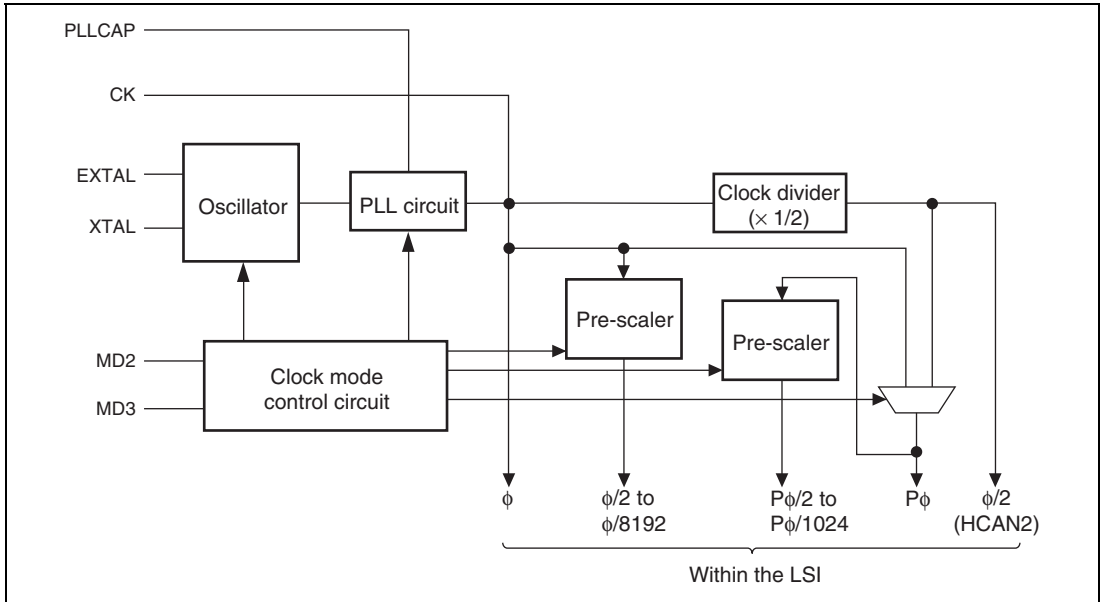 PLLCAP
CK
EXTAL
XTAL
Oscillator
PLL circuit
Clock divider
(× 1/2)
Pre-scaler
Pre-scaler
MD2
MD3
Clock mode
control circuit
ϕ
ϕ/2 to
ϕ/8192
Pϕ/2 to
Pϕ/1024
Pϕ
ϕ/2
(HCAN2)
Within the LSI